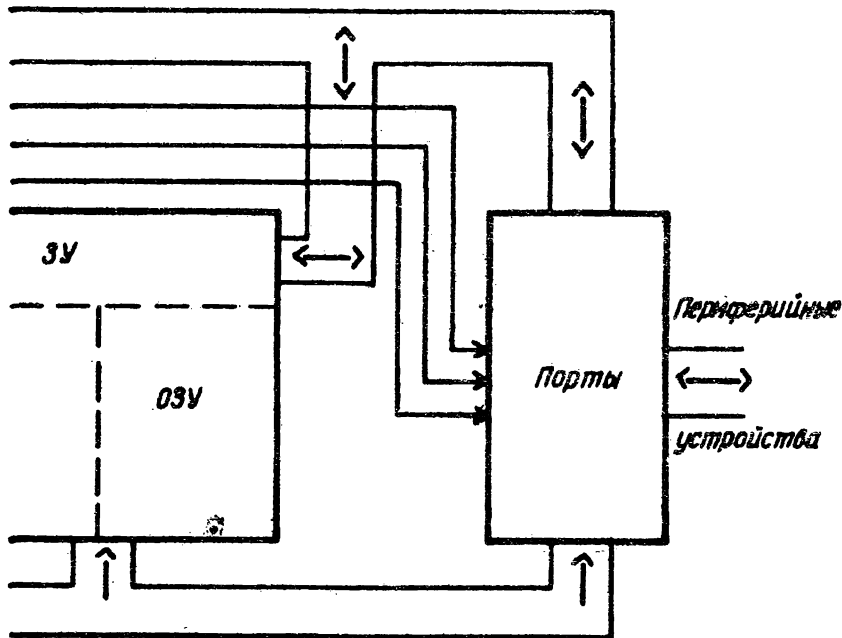 ЗУ
Периферийные
Порты
ОЗУ
устройства